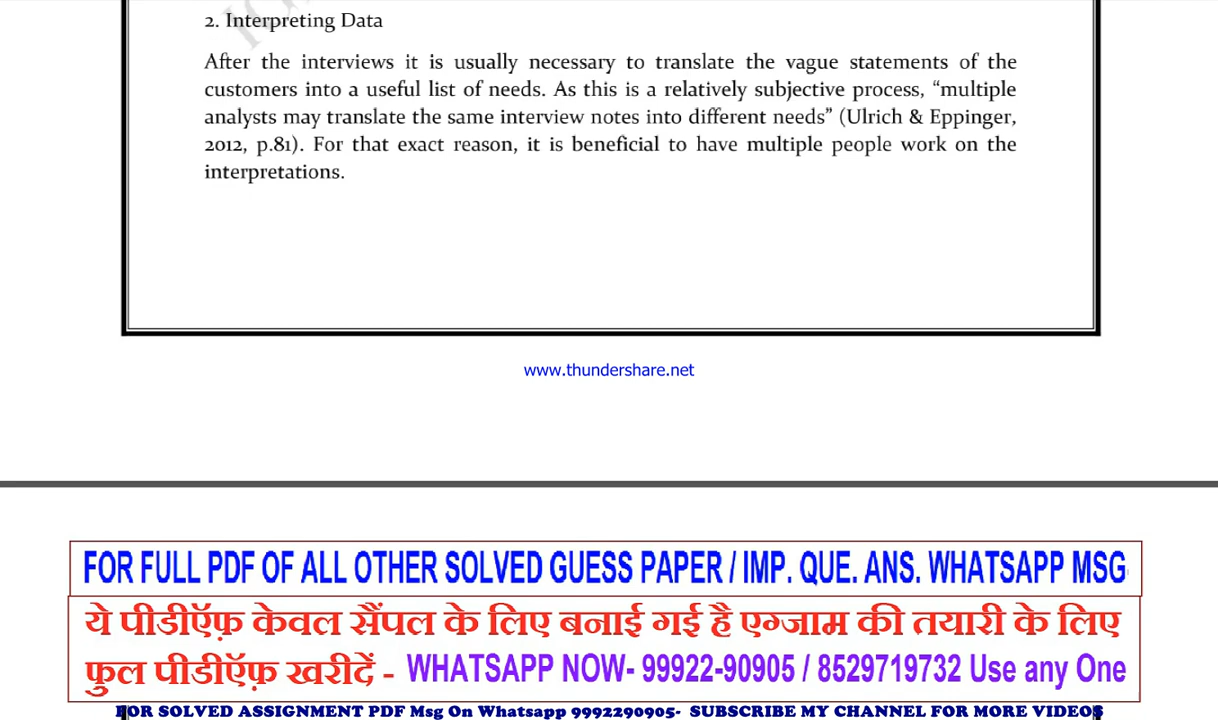 2. Interpreting Data
After the interviews it is usually necessary to translate the vague statements of the
customers into a useful list of needs. As this is a relatively subjective process, “multiple
analysts may translate the same interview notes into different needs” (Ulrich & Eppinger,
2012, p.81). For that exact reason, it is beneficial to have multiple people work on the
interpretations.
www.thundershare.net
FOR FULL PDF OF ALL OTHER SOLVED GUESS PAPER / IMP. QUE. ANS. WHATSAPP MSG
ये पीडीऍफ़ केवल सैंपल के लिए बनाई गई है एग्जाम की तयारी के लिए
फुल पीडीऍफ़ खरीदें - WHATSAPP NOW- 99922-90905 / 8529719732 Use any One
FOR SOLVED ASSIGNMENT PDF Msg On Whatsapp 9992290905- SUBSCRIBE MY CHANNEL FOR MORE VIDEOS